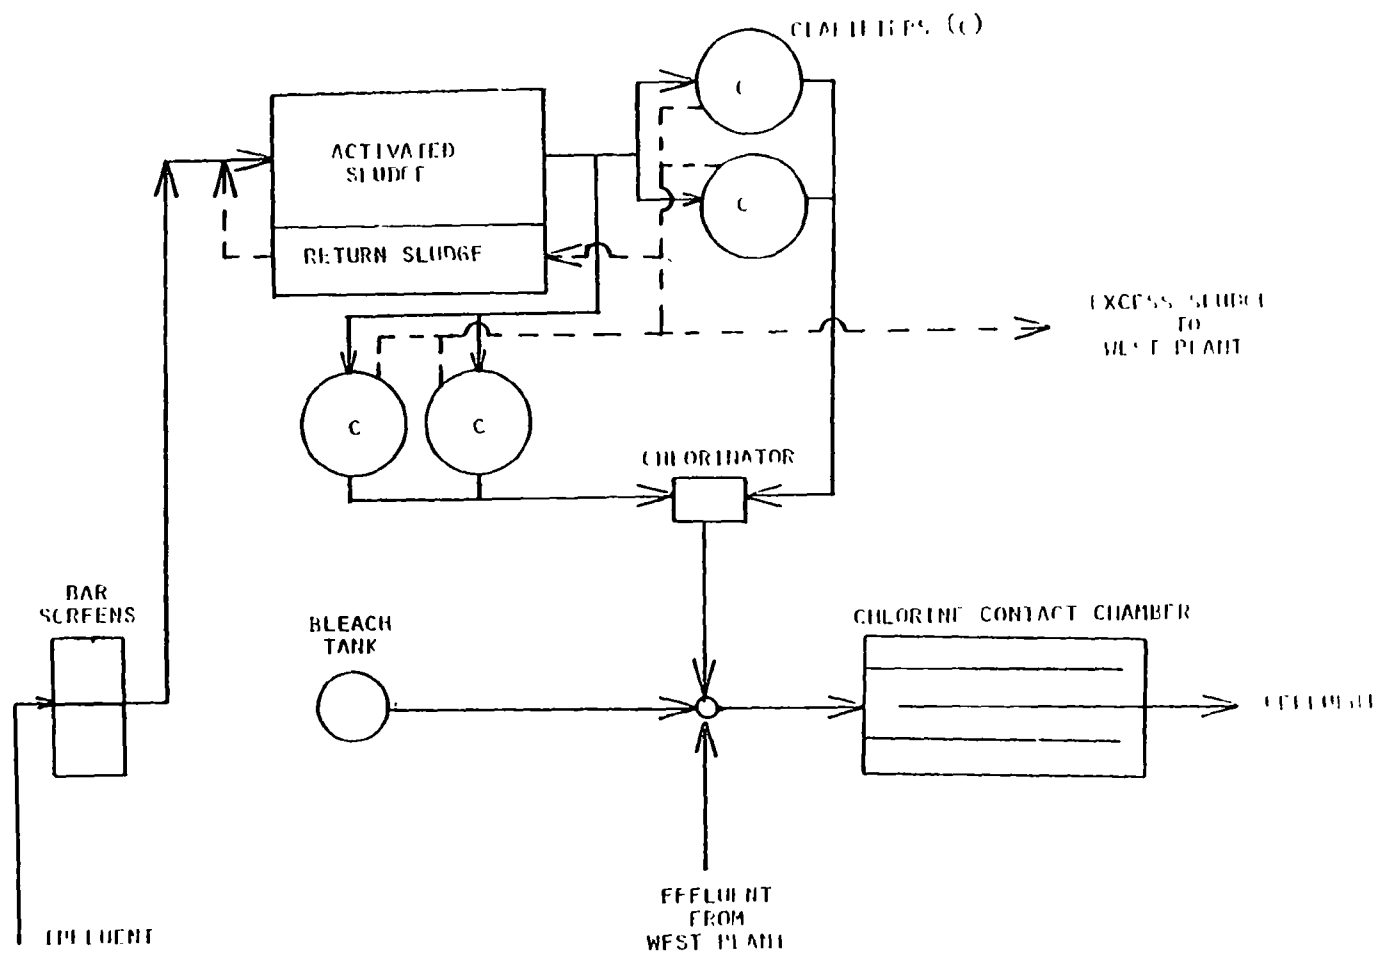 CLARIFIERS (C)
C
ACTIVATED
SLUDGE
C
RETURN SLUDGE
EXCESS SLUDGE
TO
WEST PLANT
C
C
CHLORINATOR
BAR
SCREENS
BLEACH
TANK
CHLORINE CONTACT CHAMBER
EFFLUENT
EFFLUENT
FROM
WEST PLANT
INFLUENT